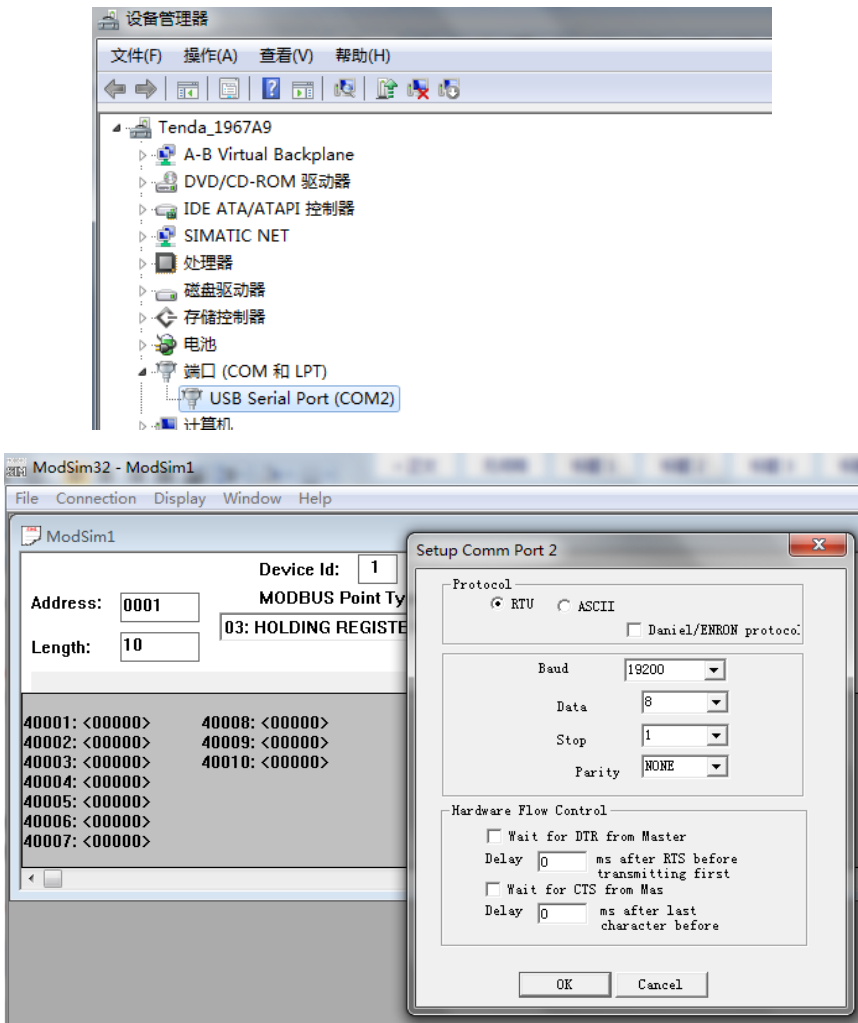 设备管理器
文件(F) 操作(A) 查看(V) 帮助(H)
Tenda_1967A9
A-B Virtual Backplane
DVD/CD-ROM 驱动器
IDE ATA/ATAPI 控制器
SIMATIC NET
处理器
磁盘驱动器
存储控制器
电池
端口 (COM 和 LPT)
USB Serial Port (COM2)
计算机
ModSim32 - ModSim1
File Connection Display Window Help
ModSim1
Device Id: 1
Address: 0001
MODBUS Point Ty
03: HOLDING REGISTE
Length: 10
40001: <00000> 40008: <00000>
40002: <00000> 40009: <00000>
40003: <00000> 40010: <00000>
40004: <00000>
40005: <00000>
40006: <00000>
40007: <00000>
Setup Comm Port 2
Protocol
RTU ASCII
Daniel/ENRON protocol
Baud 19200
Data 8
Stop 1
Parity NONE
Hardware Flow Control
Wait for DTR from Master
Delay 0 ms after RTS before
transmitting first
Wait for CTS from Mas
Delay 0 ms after last
character before
OK Cancel